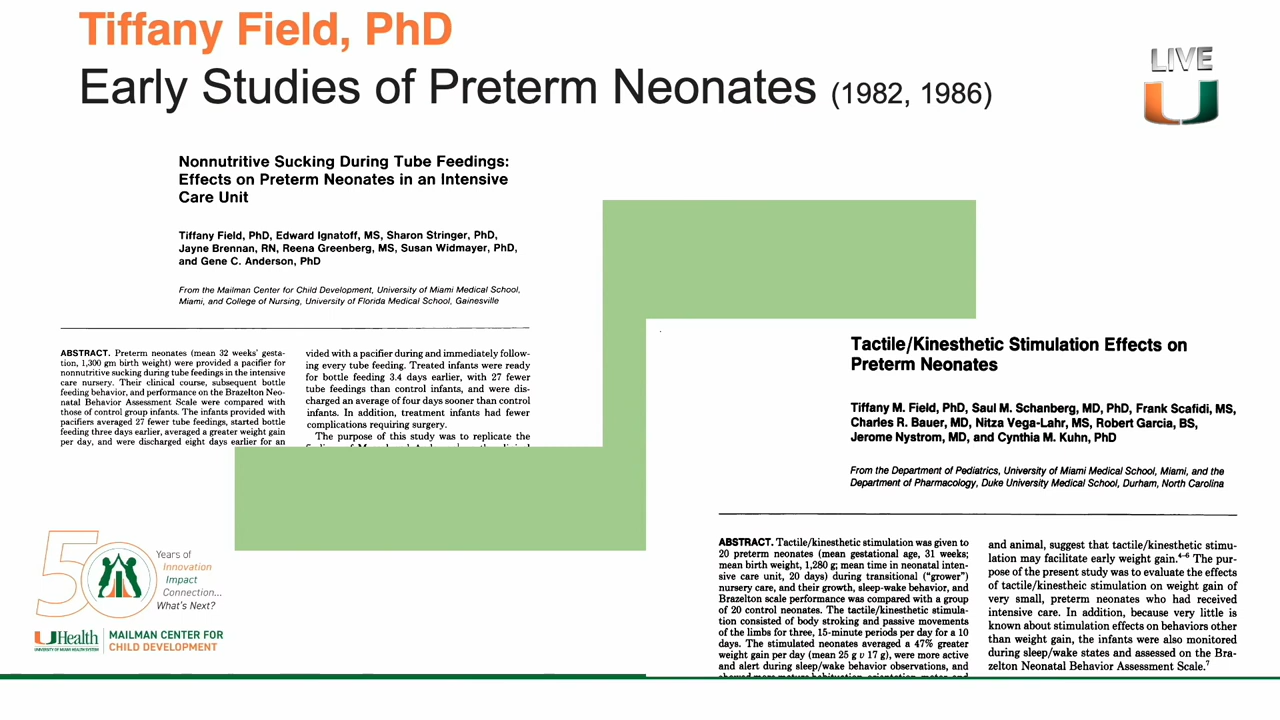 Tiffany Field, PhD
Early Studies of Preterm Neonates (1982, 1986)
LIVE
Nonnutritive Sucking During Tube Feedings:
Effects on Preterm Neonates in an Intensive
Care Unit
Tiffany Field, PhD, Edward Ignatoff, MS, Sharon Stringer, PhD,
Jayne Brennan, RN, Reena Greenberg, MS, Susan Widmayer, PhD,
and Gene C. Anderson, PhD
From the Mailman Center for Child Development, University of Miami Medical School,
Miami, and College of Nursing, University of Florida Medical School, Gainesville
ABSTRACT. Preterm neonates (mean 32 weeks' gesta-
tion, 1,300 gm birth weight) were provided a pacifier for
nonnutritive sucking during tube feedings in the intensive
care nursery. Their clinical course, subsequent bottle
feeding behavior, and performance on the Brazelton Neo-
natal Behavior Assessment Scale were compared with
those of control group infants. The infants provided with
pacifiers averaged 27 fewer tube feedings, started bottle
feeding three days earlier, averaged a greater weight gain
per day, and were discharged eight days earlier for an
vided with a pacifier during and immediately follow-
ing every tube feeding. Treated infants were ready
for bottle feeding 3.4 days earlier, with 27 fewer
tube feedings than control infants, and were dis-
charged an average of four days sooner than control
infants. In addition, treatment infants had fewer
complications requiring surgery.
The purpose of this study was to replicate the
Tactile/Kinesthetic Stimulation Effects on
Preterm Neonates
Tiffany M. Field, PhD, Saul M. Schanberg, MD, PhD, Frank Scafidi, MS,
Charles R. Bauer, MD, Nitza Vega-Lahr, MS, Robert Garcia, BS,
Jerome Nystrom, MD, and Cynthia M. Kuhn, PhD
From the Department of Pediatrics, University of Miami Medical School, Miami, and the
Department of Pharmacology, Duke University Medical School, Durham, North Carolina
ABSTRACT. Tactile/kinesthetic stimulation was given to
20 preterm neonates (mean gestational age, 31 weeks;
mean birth weight, 1,280 g; mean time in neonatal inten-
sive care unit, 20 days) during transitional ("grower")
nursery care, and their growth, sleep-wake behavior, and
Brazelton scale performance was compared with a group
of 20 control neonates. The tactile/kinesthetic stimula-
tion consisted of body stroking and passive movements
of the limbs for three, 15-minute periods per day for a 10
days. The stimulated neonates averaged a 47% greater
weight gain per day (mean 25 g v 17 g), were more active
and alert during sleep/wake behavior observations, and
showed more mature habituation, orientation, motor, and
and animal, suggest that tactile/kinesthetic stimu-
lation may facilitate early weight gain.4-6 The pur-
pose of the present study was to evaluate the effects
of tactile/kinesthetic stimulation on weight gain of
very small, preterm neonates who had received
intensive care. In addition, because very little is
known about stimulation effects on behaviors other
than weight gain, the infants were also monitored
during sleep/wake states and assessed on the Bra-
zelton Neonatal Behavior Assessment Scale.7
50
Years of
Innovation
Impact
Connection...
What's Next?
UHealth
UNIVERSITY OF MIAMI HEALTH SYSTEM
MAILMAN CENTER FOR
CHILD DEVELOPMENT